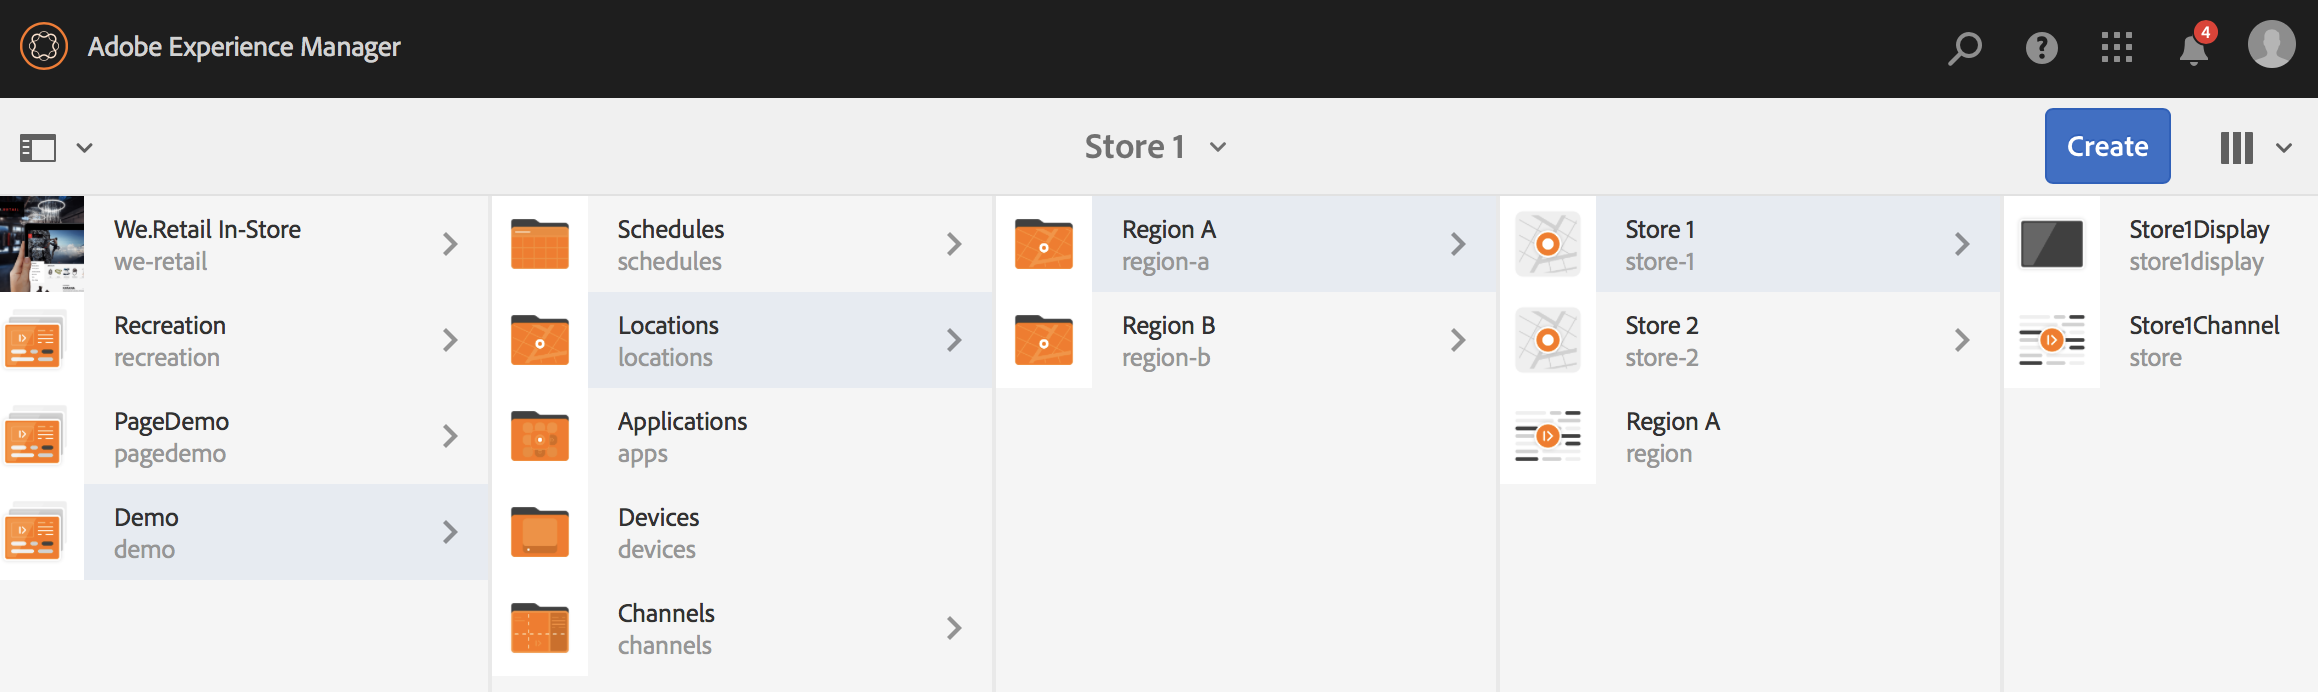 Adobe Experience Manager
4
Store 1
Create
We.Retail In-Store
we-retail
Recreation
recreation
PageDemo
pagedemo
Demo
demo
Schedules
schedules
Locations
locations
Applications
apps
Devices
devices
Channels
channels
Region A
region-a
Region B
region-b
Store 1
store-1
Store 2
store-2
Region A
region
Store1Display
store1display
Store1Channel
store